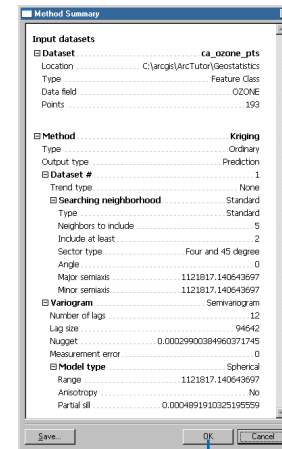 Method Summary
Input datasets
Dataset ca_ozone_pts
Location C:\arcgis\ArcTutor\Geostatistics
Type Feature Class
Data field OZONE
Points 193
Method Kriging
Type Ordinary
Output type Prediction
Dataset # 1
Trend type None
Searching neighborhood Standard
Type Standard
Neighbors to include 5
Include at least 2
Sector type Four and 45 degree
Angle 0
Major semiaxis 1121817.140643697
Minor semiaxis 1121817.140643697
Variogram Semivariogram
Number of lags 12
Lag size 94642
Nugget 0.00029900384960371745
Measurement error 0
Model type Spherical
Range 1121817.140643697
Anisotropy No
Partial sill 0.0004891910325195559
Save... OK Cancel